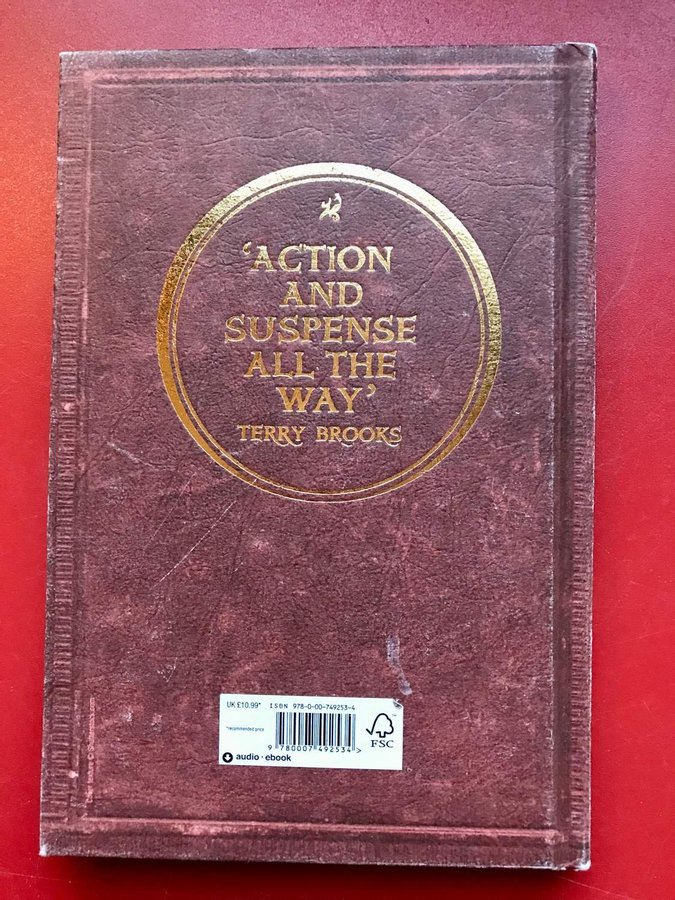 ‘ACTION
AND
SUSPENSE
ALL THE
WAY’
TERRY BROOKS
UK £10.99*
ISBN 978-0-00-749253-4
*recommended price
9 780007 492534 >
FSC
audio · ebook